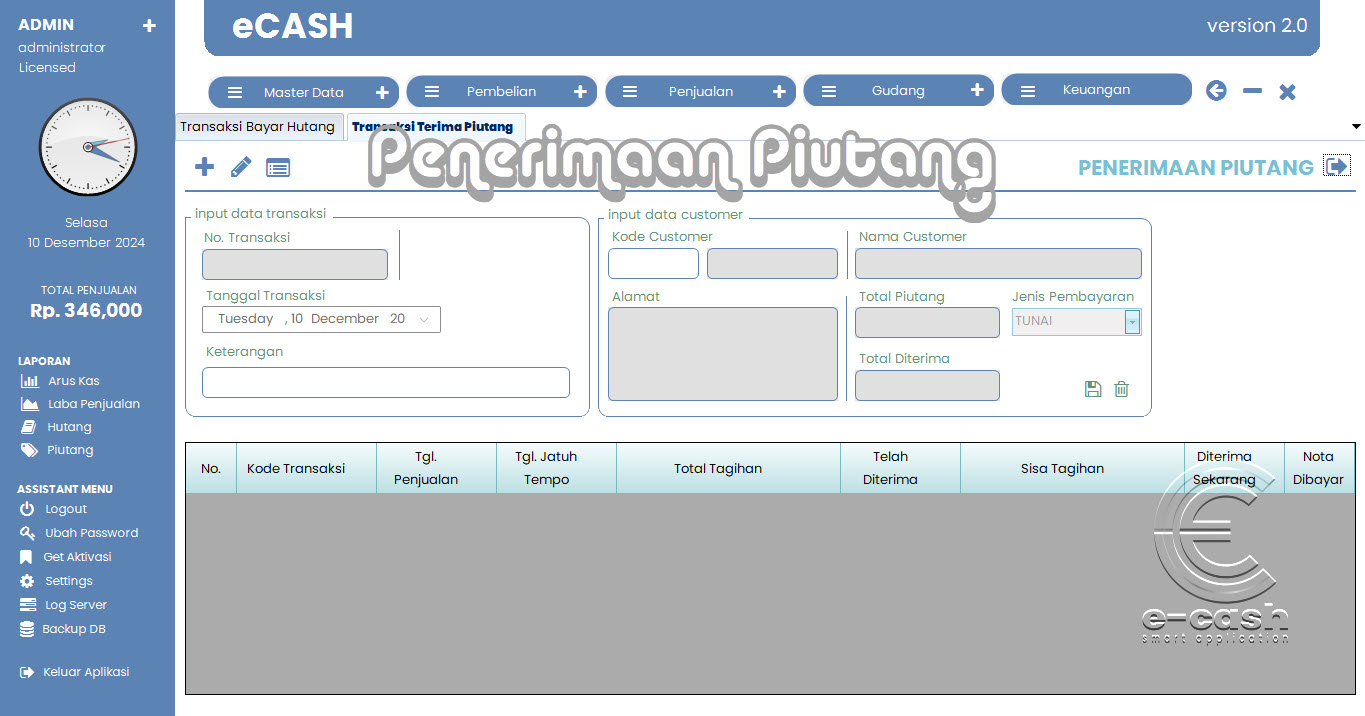 ADMIN
administrator
Licensed
Selasa
10 Desember 2024
TOTAL PENJUALAN
Rp. 346,000
LAPORAN
Arus Kas
Laba Penjualan
Hutang
Piutang
ASSISTANT MENU
Logout
Ubah Password
Get Aktivasi
Settings
Log Server
Backup DB
Keluar Aplikasi
eCASH
version 2.0
Master Data
Pembelian
Penjualan
Gudang
Keuangan
Transaksi Bayar Hutang
Transaksi Terima Piutang
Penerimaan Piutang
PENERIMAAN PIUTANG
input data transaksi
No. Transaksi
Tanggal Transaksi
Tuesday , 10 December 20
Keterangan
input data customer
Kode Customer
Nama Customer
Alamat
Total Piutang
Jenis Pembayaran
TUNAI
Total Diterima
No.
Kode Transaksi
Tgl.
Penjualan
Tgl. Jatuh
Tempo
Total Tagihan
Telah
Diterima
Sisa Tagihan
Diterima
Sekarang
Nota
Dibayar
e-cash
smart application